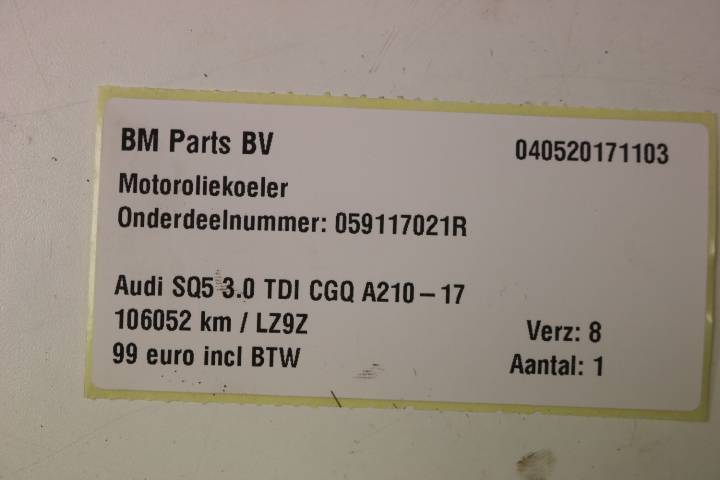 BM Parts BV 040520171103
Motoroliekoeler
Onderdeelnummer: 059117021R
Audi SQ5 3.0 TDI CGQ A210-17
106052 km / LZ9Z Verz: 8
99 euro incl BTW Aantal: 1